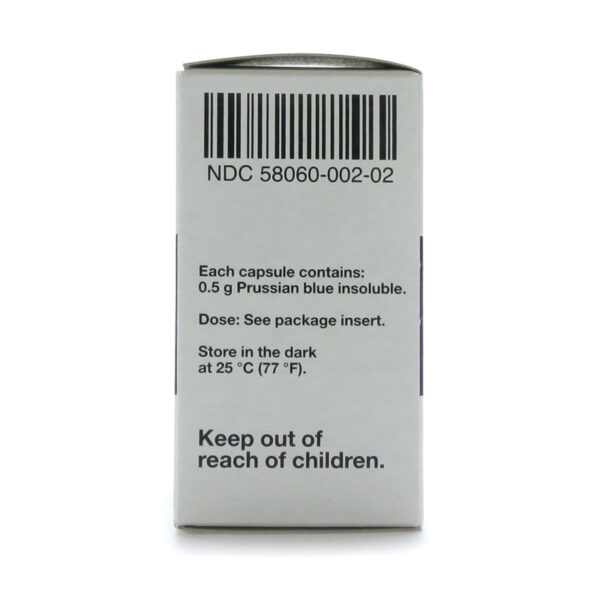 NDC 58060-002-02
Each capsule contains:
0.5 g Prussian blue insoluble.
Dose: See package insert.
Store in the dark
at 25 °C (77 °F).
Keep out of
reach of children.